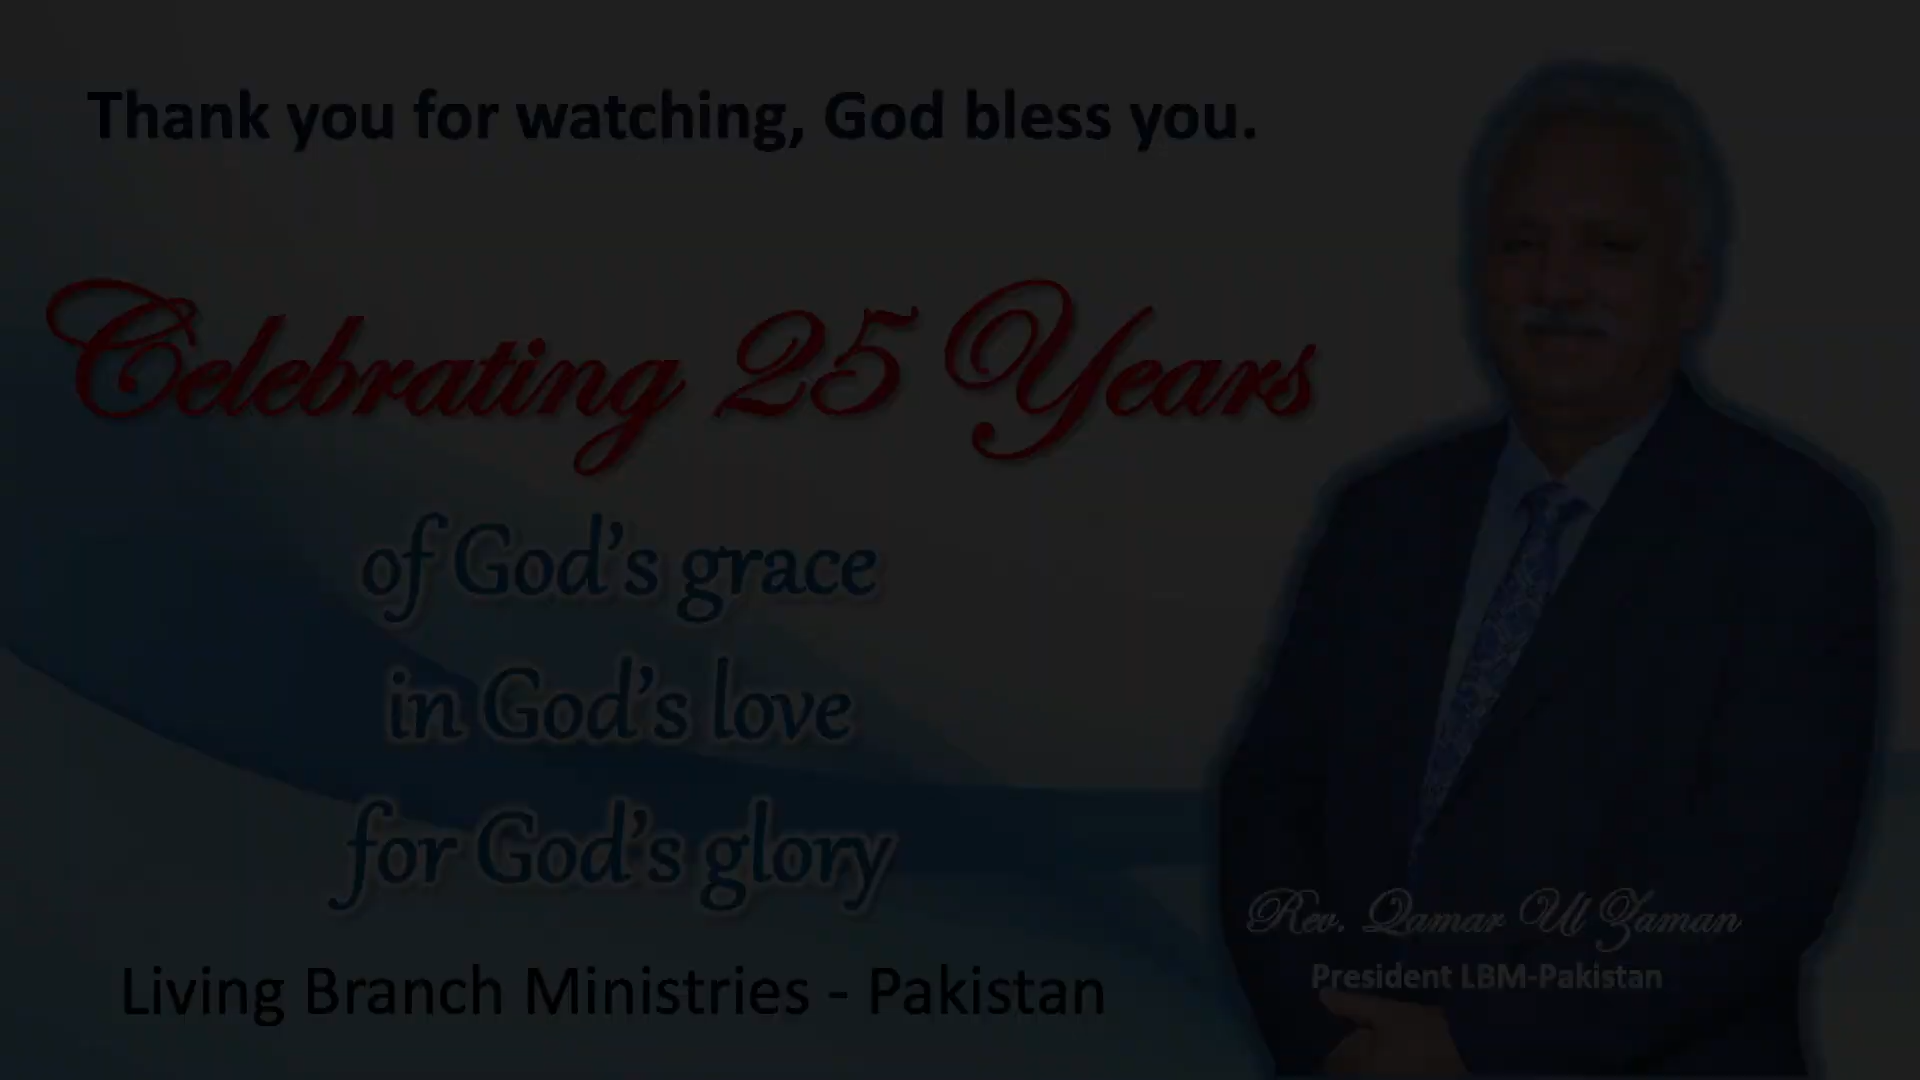 Thank you for watching, God bless you.
Celebrating 25 Years
of God's grace
in God's love
for God's glory
Living Branch Ministries - Pakistan
Rev. Qamar Ul Zaman
President LBM-Pakistan